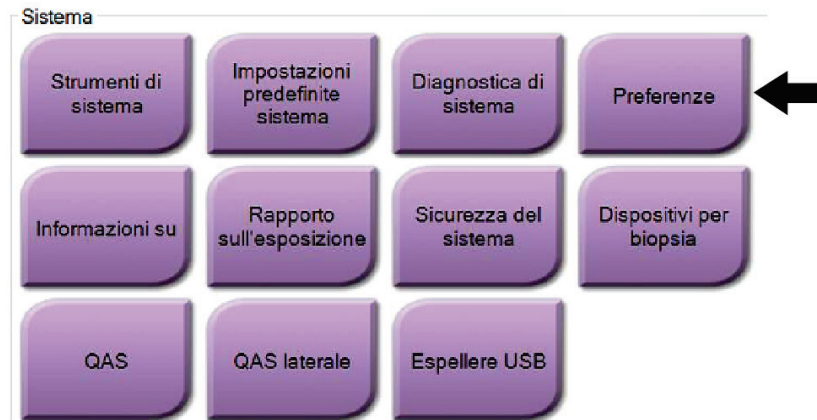 Sistema
Strumenti di
sistema
Impostazioni
predefinite
sistema
Diagnostica di
sistema
Preferenze
Informazioni su
Rapporto
sull'esposizione
Sicurezza del
sistema
Dispositivi per
biopsia
QAS
QAS laterale
Espellere USB